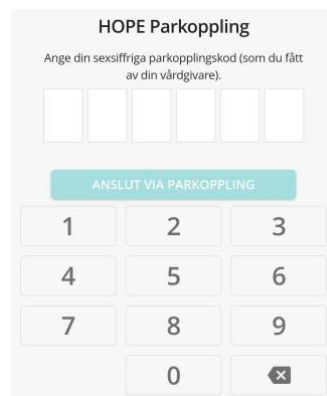 HOPE Parkoppling
Ange din sexsiffriga parkopplingskod (som du fått
av din vårdgivare).
ANSLUT VIA PARKOPPLING
1 2 3
4 5 6
7 8 9
0